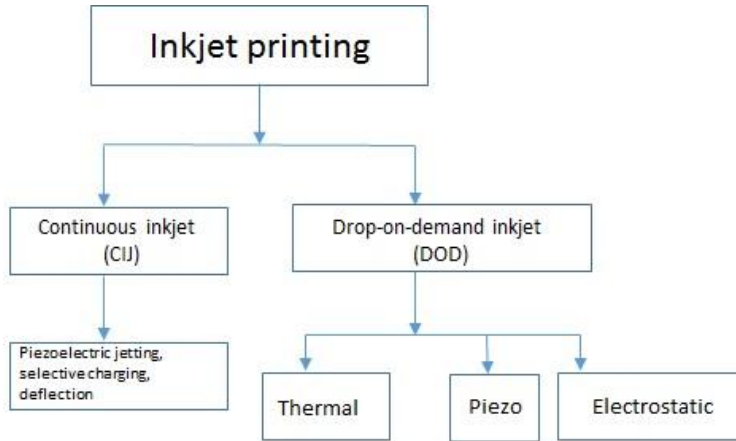 Inkjet printing
Continuous inkjet
(CIJ)
Drop-on-demand inkjet
(DOD)
Piezoelectric jetting,
selective charging,
deflection
Thermal
Piezo
Electrostatic